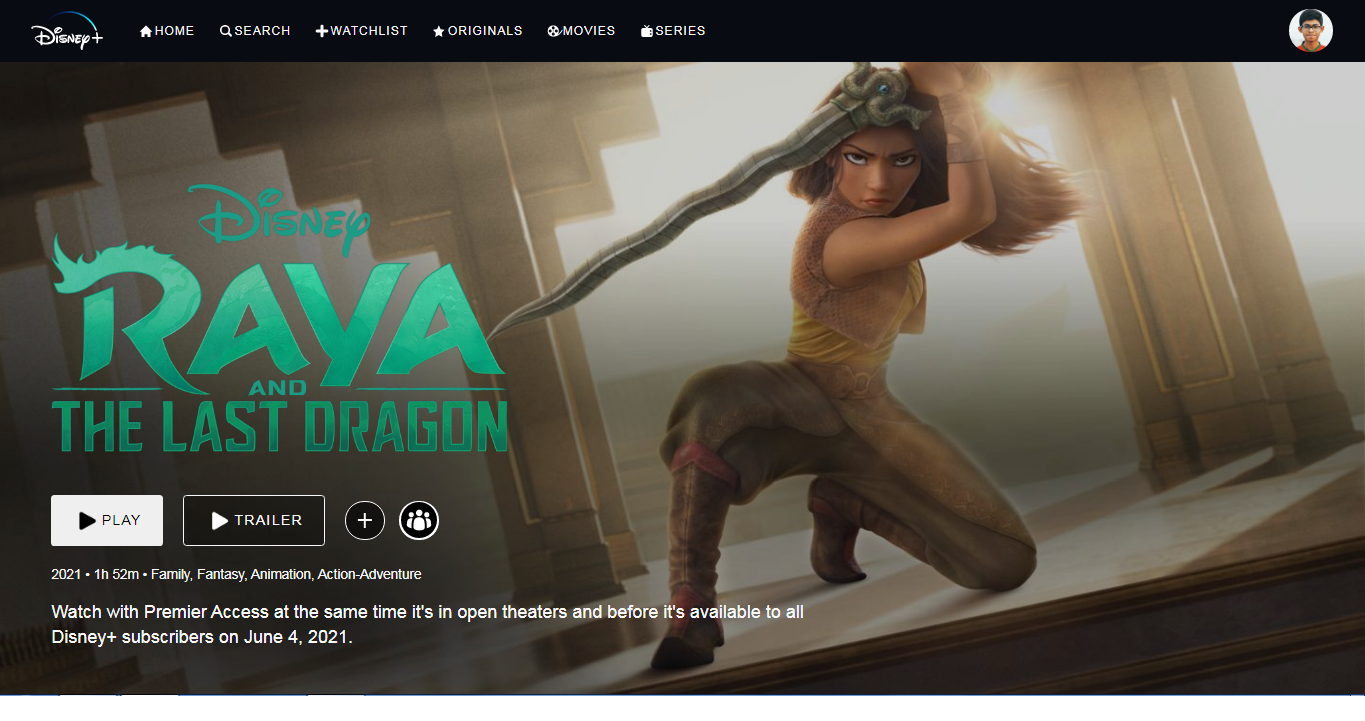 Disney+
HOME
SEARCH
WATCHLIST
ORIGINALS
MOVIES
SERIES
Disney
RAYA
AND
THE LAST DRAGON
PLAY
TRAILER
2021 • 1h 52m • Family, Fantasy, Animation, Action-Adventure
Watch with Premier Access at the same time it's in open theaters and before it's available to all
Disney+ subscribers on June 4, 2021.